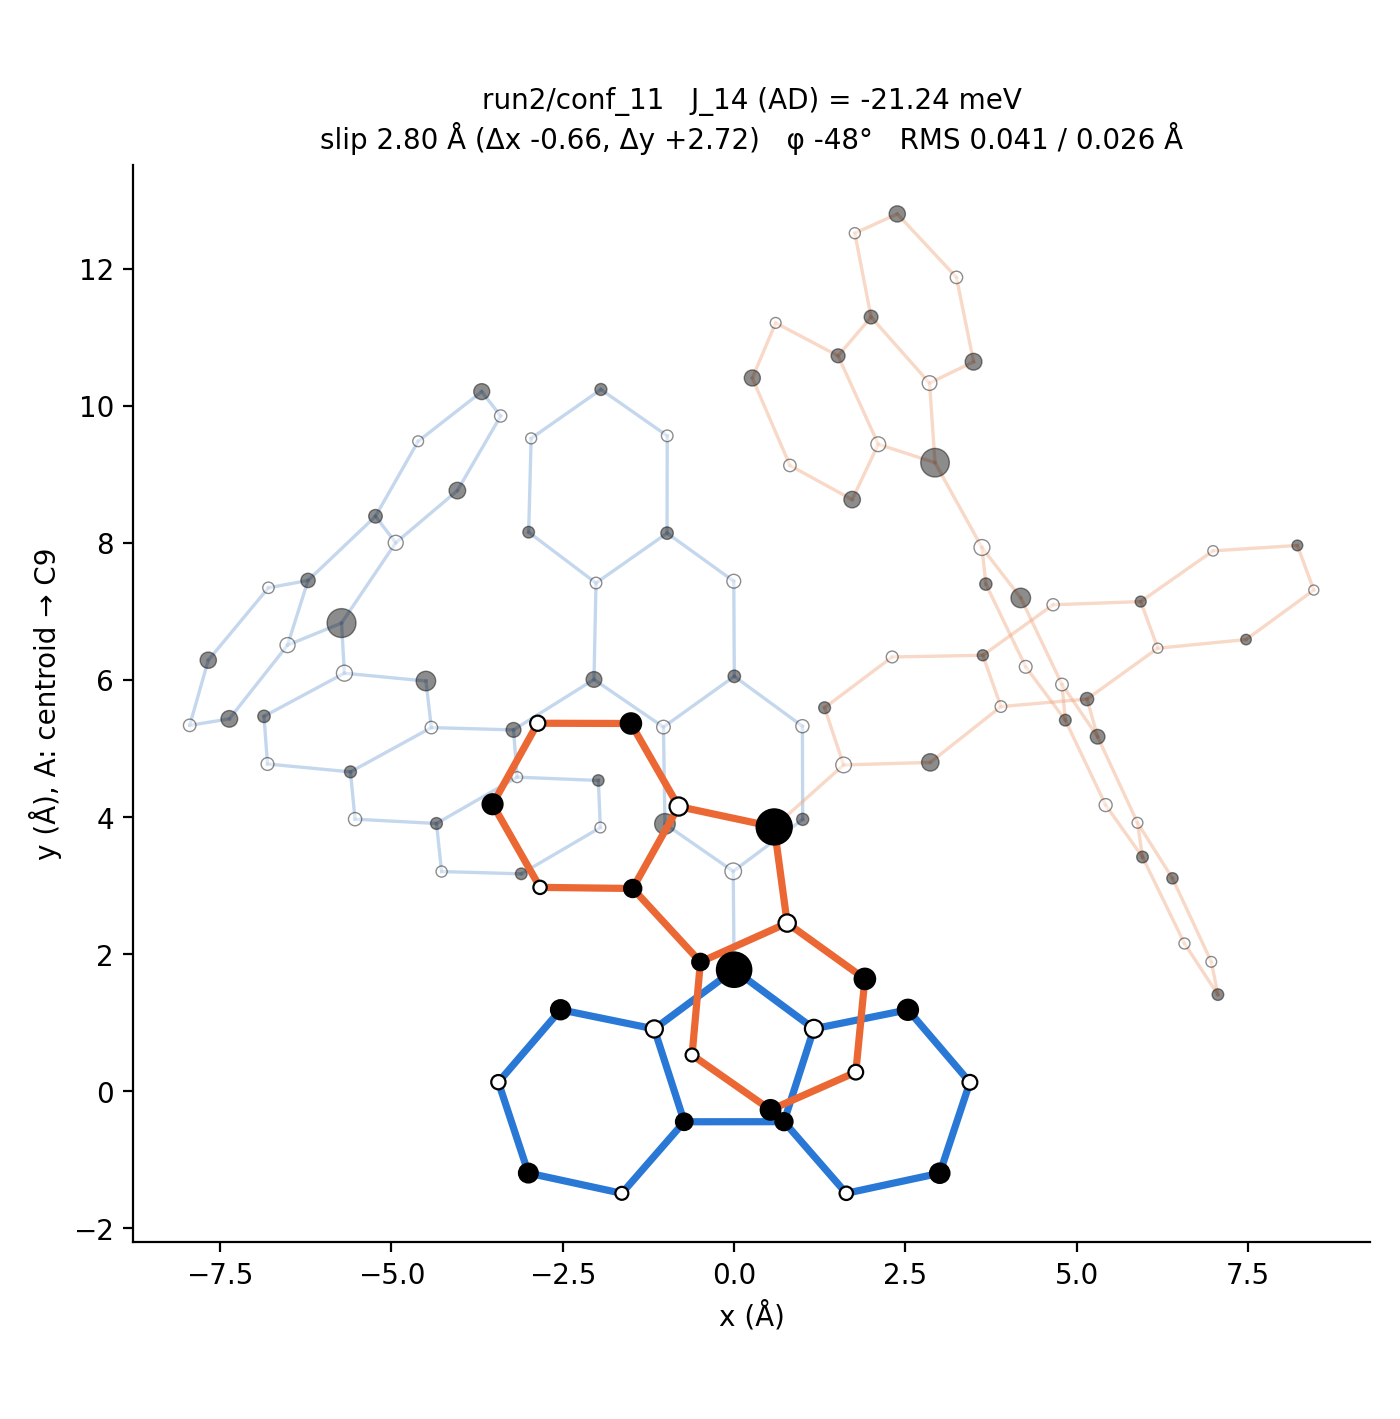 run2/conf_11   J_14 (AD) = -21.24 meV
slip 2.80 Å (Δx -0.66, Δy +2.72)   φ -48°   RMS 0.041 / 0.026 Å
12
10
8
6
4
2
0
−2
y (Å), A: centroid → C9
−7.5 −5.0 −2.5 0.0 2.5 5.0 7.5
x (Å)